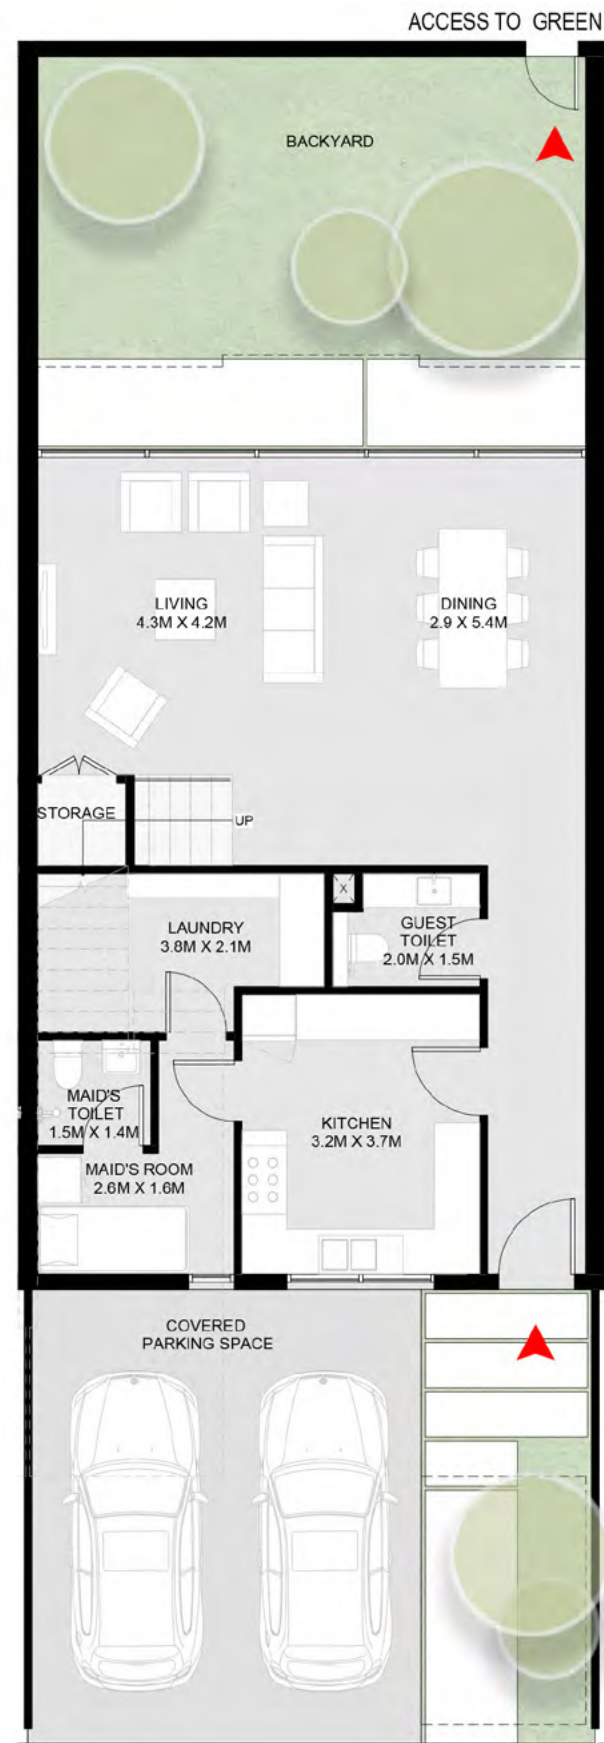 ACCESS TO GREEN
BACKYARD
LIVING
4.3M X 4.2M
DINING
2.9 X 5.4M
STORAGE
UP
X
LAUNDRY
3.8M X 2.1M
GUEST
TOILET
2.0M X 1.5M
MAID'S
TOILET
1.5M X 1.4M
KITCHEN
3.2M X 3.7M
MAID'S ROOM
2.6M X 1.6M
COVERED
PARKING SPACE